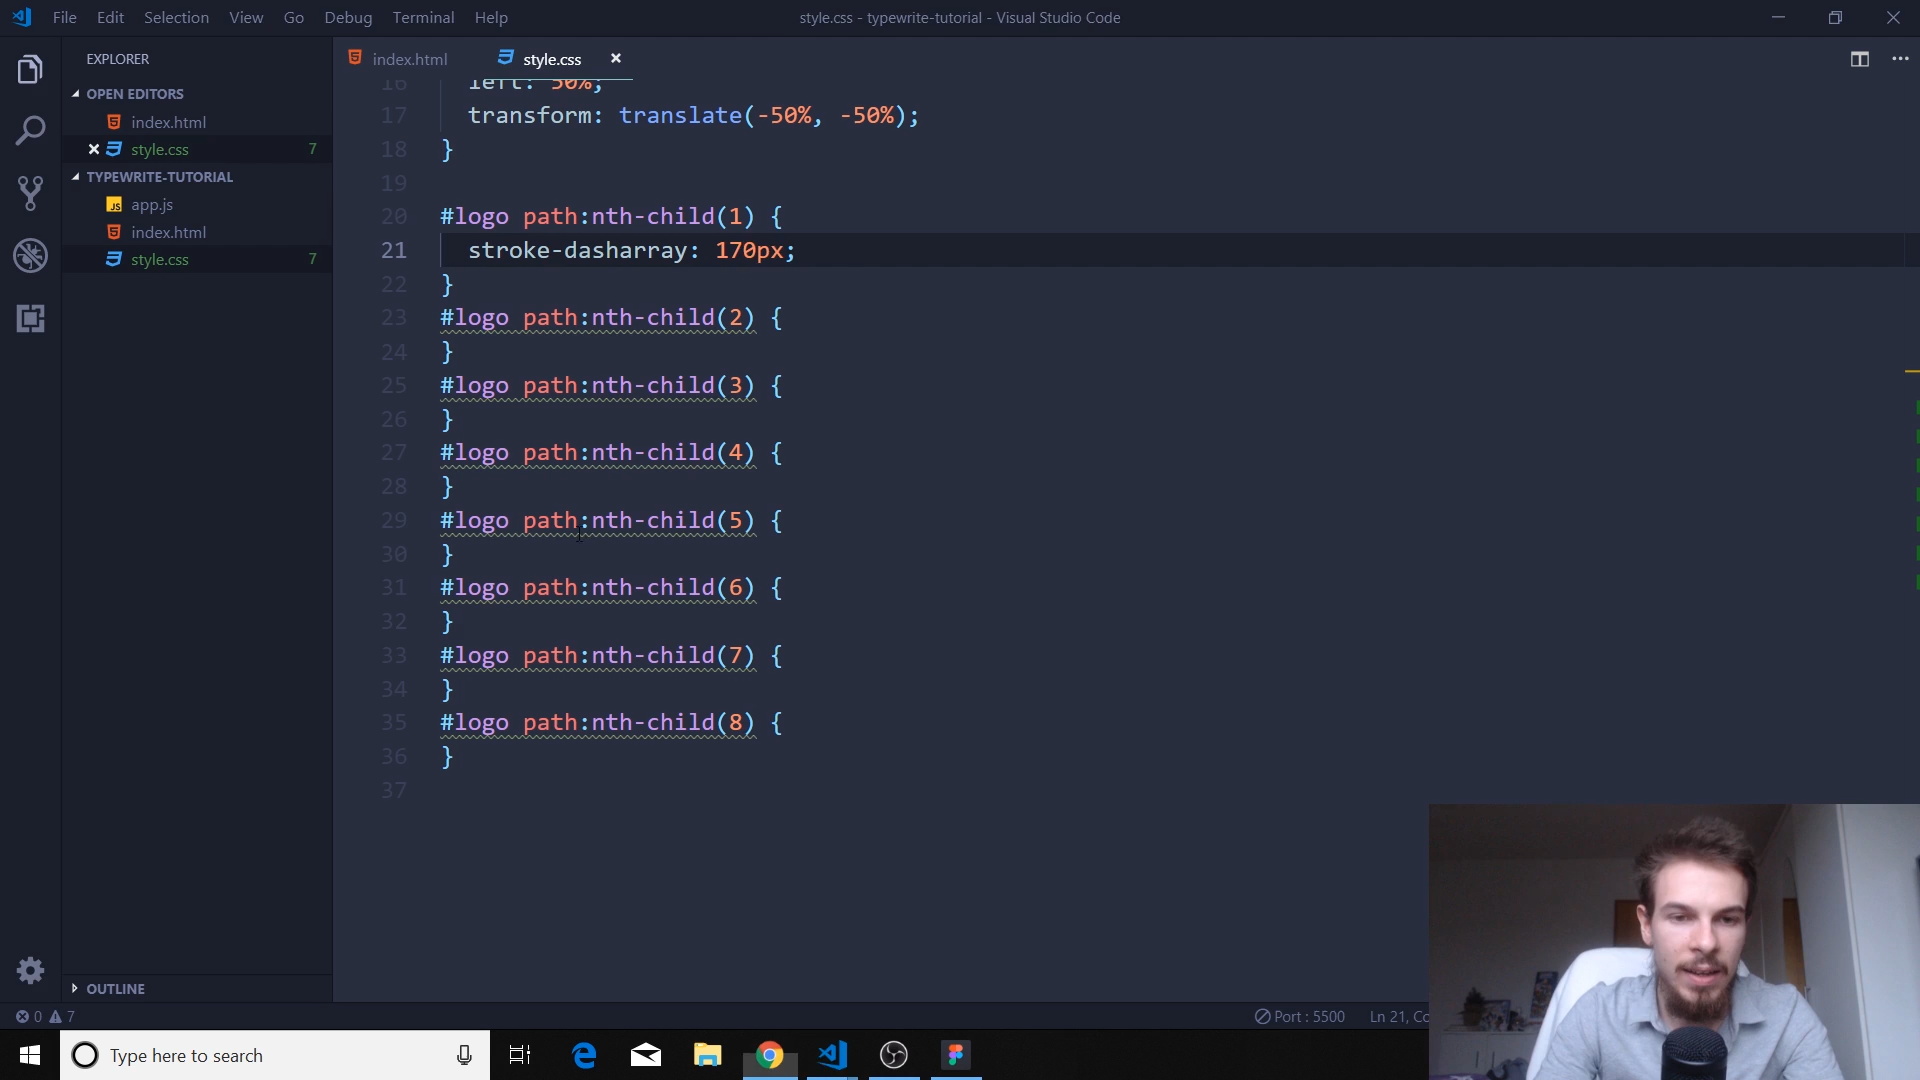 File Edit Selection View Go Debug Terminal Help
style.css - typewrite-tutorial - Visual Studio Code
EXPLORER
OPEN EDITORS
index.html
style.css 7
TYPEWRITE-TUTORIAL
app.js
index.html
style.css 7
OUTLINE
index.html style.css
16 left: 50%;
17 transform: translate(-50%, -50%);
18 }
19
20 #logo path:nth-child(1) {
21 stroke-dasharray: 170px;
22 }
23 #logo path:nth-child(2) {
24 }
25 #logo path:nth-child(3) {
26 }
27 #logo path:nth-child(4) {
28 }
29 #logo path:nth-child(5) {
30 }
31 #logo path:nth-child(6) {
32 }
33 #logo path:nth-child(7) {
34 }
35 #logo path:nth-child(8) {
36 }
37
0 7
Port : 5500 Ln 21, Co
Type here to search